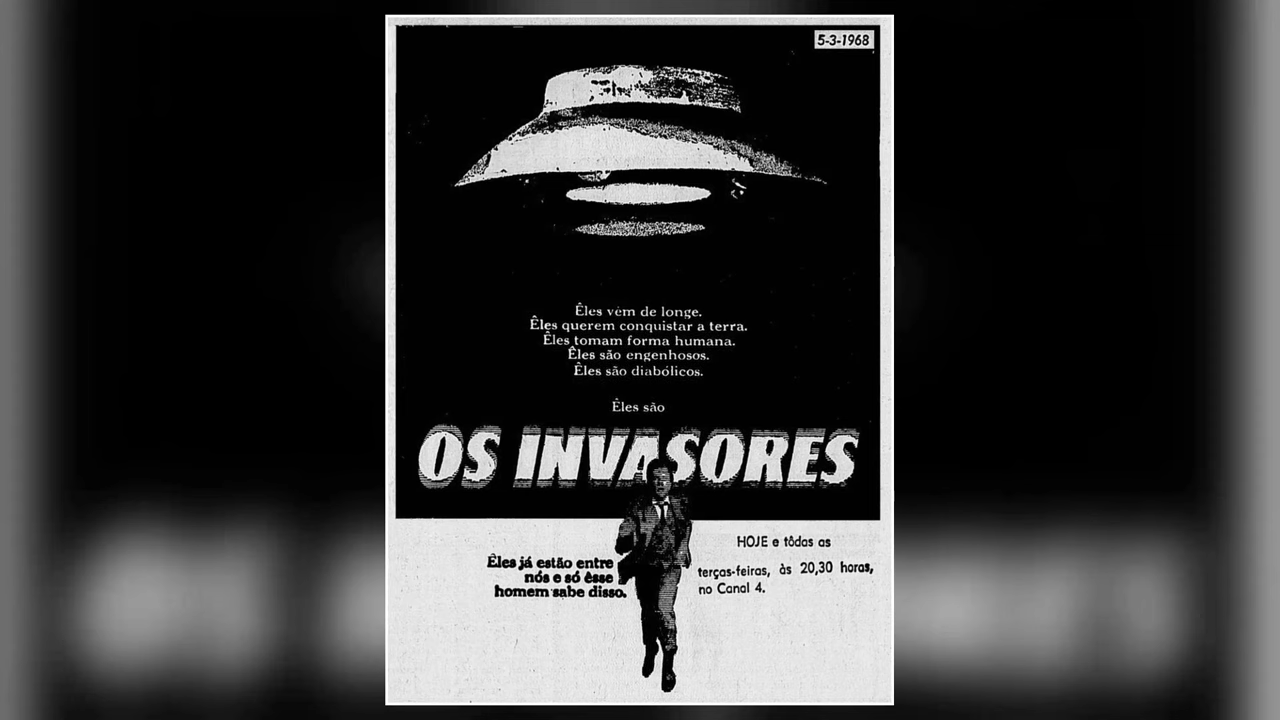 5-3-1968
Êles vêm de longe.
Êles querem conquistar a terra.
Êles tomam forma humana.
Êles são engenhosos.
Êles são diabólicos.
Êles são
OS INVASORES
Êles já estão entre
nós e só êsse
homem sabe disso.
HOJE e tôdas as
terças-feiras, às 20,30 horas,
no Canal 4.